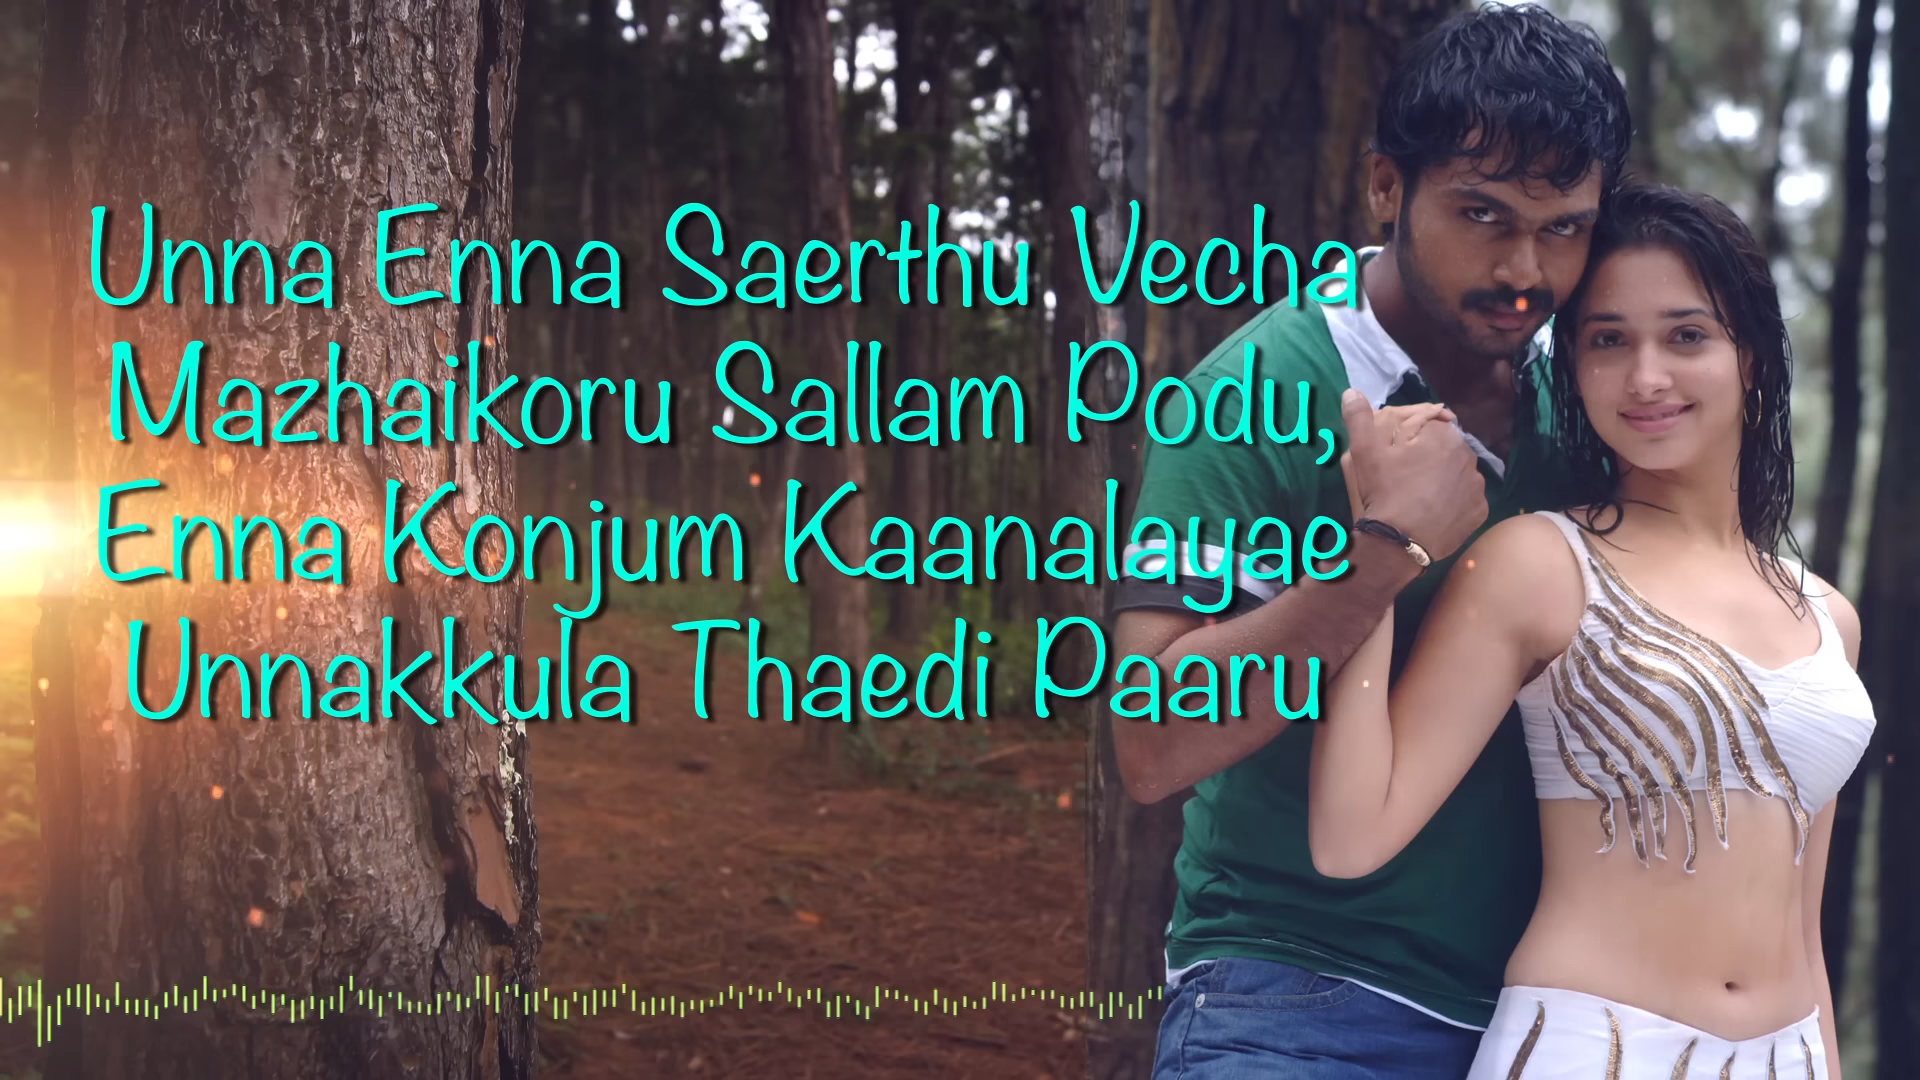 Unna Enna Saerthu Vecha
Mazhaikoru Sallam Podu,
Enna Konjum Kaanalayae
Unnakkula Thaedi Paaru